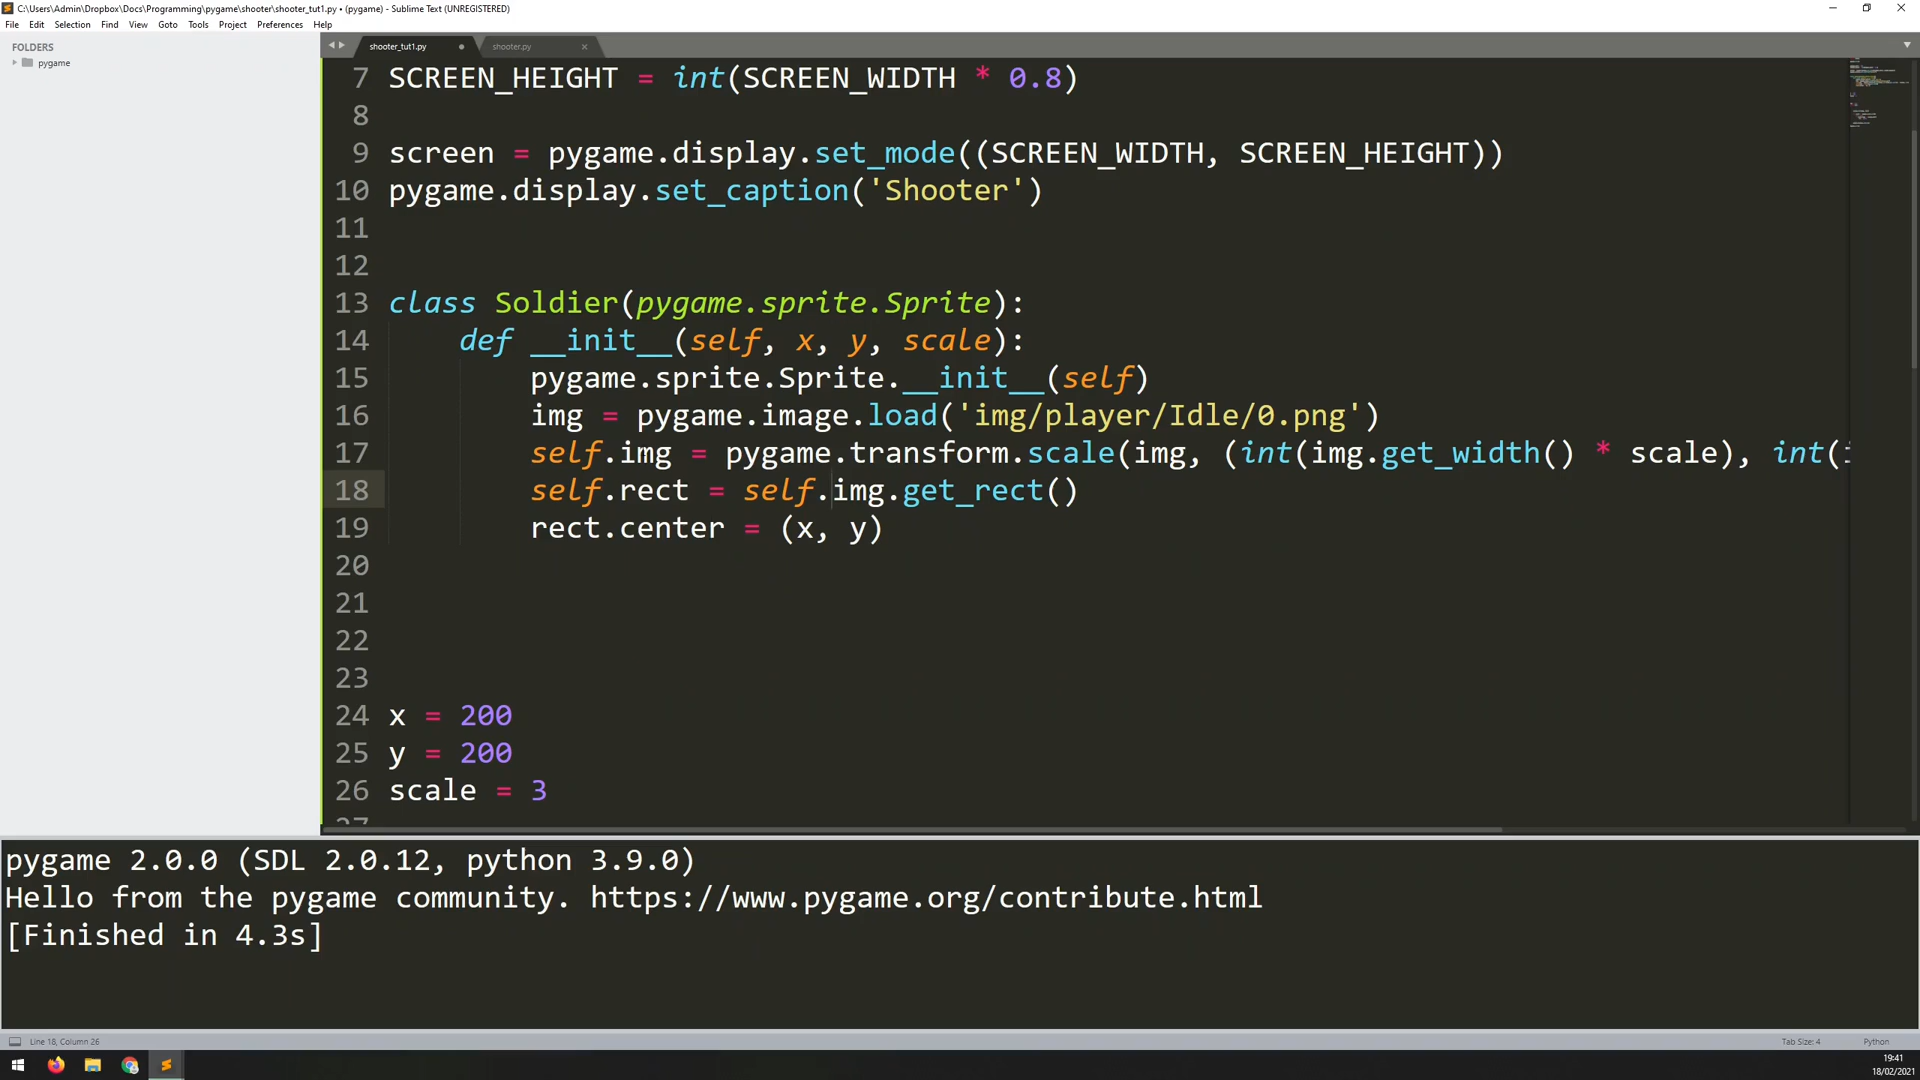 C:\Users\Admin\Dropbox\Docs\Programming\pygame\shooter\shooter_tut1.py • (pygame) - Sublime Text (UNREGISTERED)
File Edit Selection Find View Goto Tools Project Preferences Help
FOLDERS
pygame
shooter_tut1.py
shooter.py
7 SCREEN_HEIGHT = int(SCREEN_WIDTH * 0.8)
8
9 screen = pygame.display.set_mode((SCREEN_WIDTH, SCREEN_HEIGHT))
10 pygame.display.set_caption('Shooter')
11
12
13 class Soldier(pygame.sprite.Sprite):
14 def __init__(self, x, y, scale):
15 pygame.sprite.Sprite.__init__(self)
16 img = pygame.image.load('img/player/Idle/0.png')
17 self.img = pygame.transform.scale(img, (int(img.get_width() * scale), int(i
18 self.rect = self.img.get_rect()
19 rect.center = (x, y)
20
21
22
23
24 x = 200
25 y = 200
26 scale = 3
27
pygame 2.0.0 (SDL 2.0.12, python 3.9.0)
Hello from the pygame community. https://www.pygame.org/contribute.html
[Finished in 4.3s]
Line 18, Column 26
Tab Size: 4
Python
19:41
18/02/2021